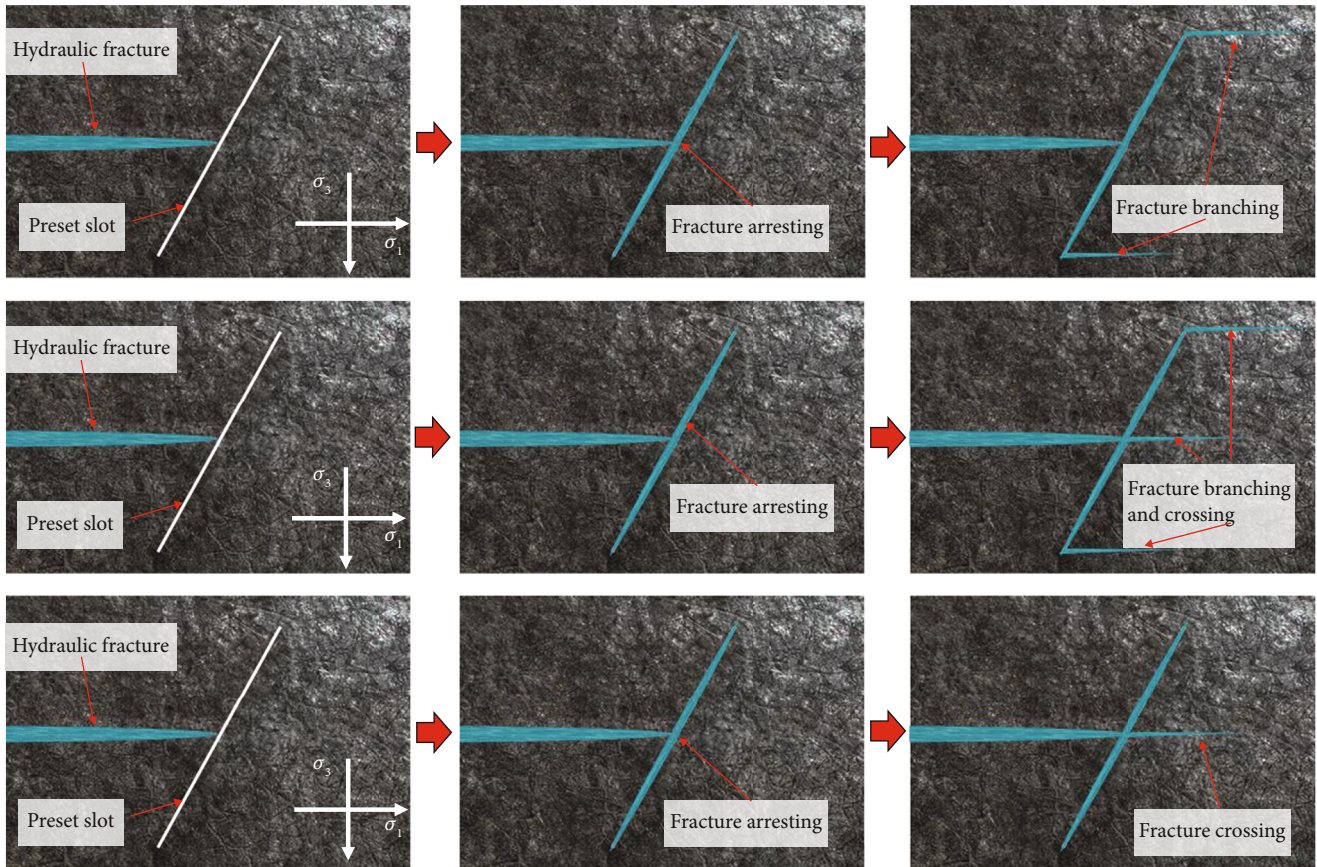 Hydraulic fracture
Preset slot
σ3
σ1
Fracture arresting
Fracture branching
Hydraulic fracture
Preset slot
σ3
σ1
Fracture arresting
Fracture branching
and crossing
Hydraulic fracture
Preset slot
σ3
σ1
Fracture arresting
Fracture crossing